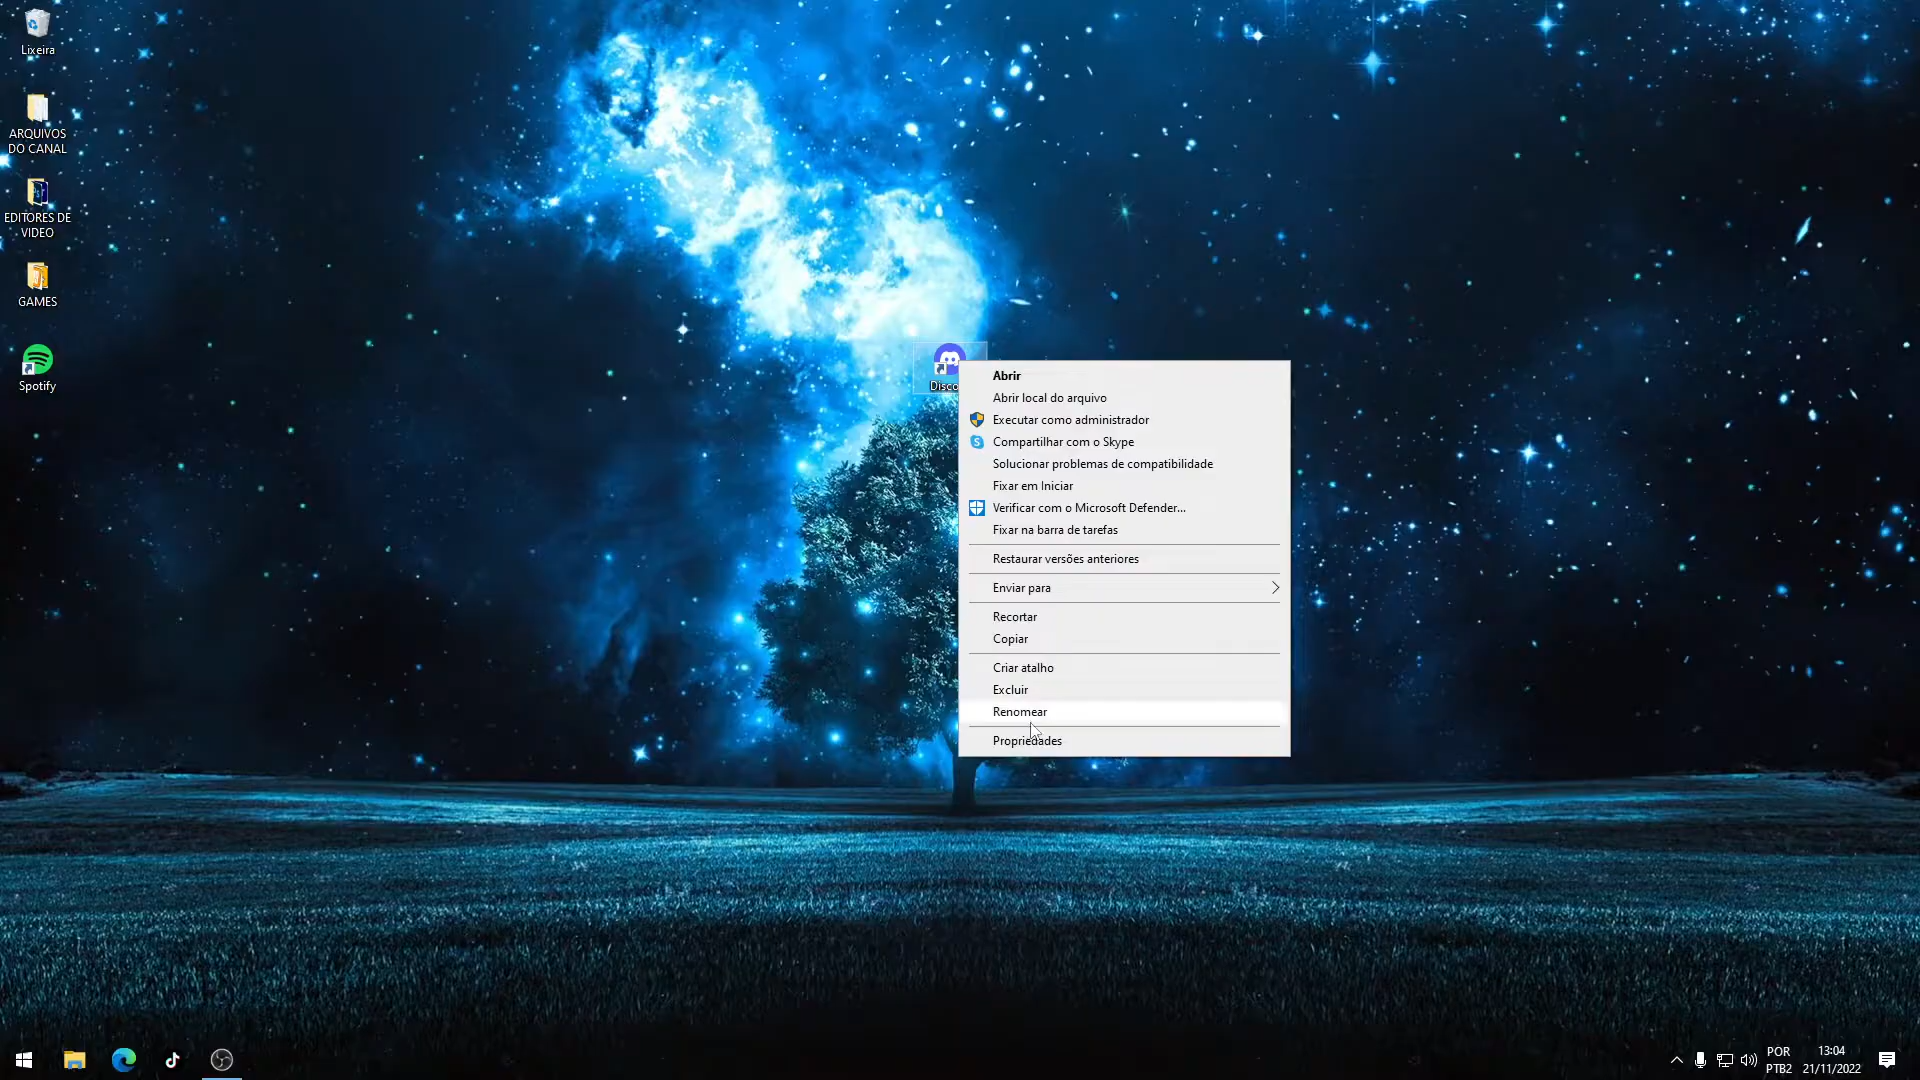 Lixeira
ARQUIVOS
DO CANAL
EDITORES DE
VIDEO
GAMES
Spotify
Disco
Abrir
Abrir local do arquivo
Executar como administrador
Compartilhar com o Skype
Solucionar problemas de compatibilidade
Fixar em Iniciar
Verificar com o Microsoft Defender...
Fixar na barra de tarefas
Restaurar versões anteriores
Enviar para
Recortar
Copiar
Criar atalho
Excluir
Renomear
Propriedades
POR
PTB2
13:04
21/11/2022